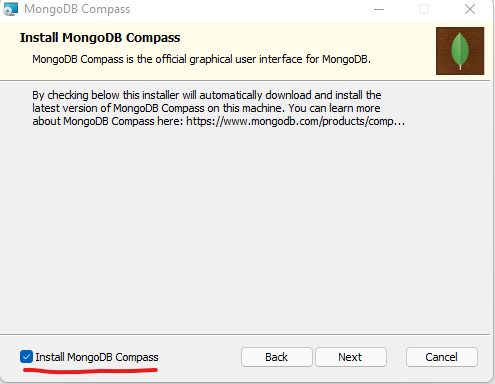 MongoDB Compass
Install MongoDB Compass
MongoDB Compass is the official graphical user interface for MongoDB.
By checking below this installer will automatically download and install the
latest version of MongoDB Compass on this machine. You can learn more
about MongoDB Compass here: https://www.mongodb.com/products/comp...
Install MongoDB Compass
Back
Next
Cancel